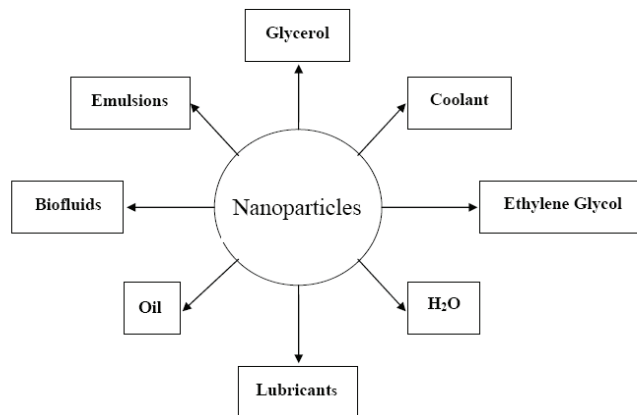 Glycerol
Emulsions
Coolant
Biofluids
Nanoparticles
Ethylene Glycol
Oil
H₂O
Lubricants